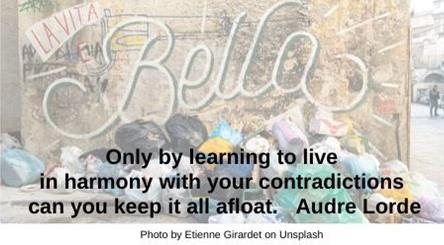 LA VITA
È
Bella
Only by learning to live
in harmony with your contradictions
can you keep it all afloat. Audre Lorde
Photo by Etienne Girardet on Unsplash